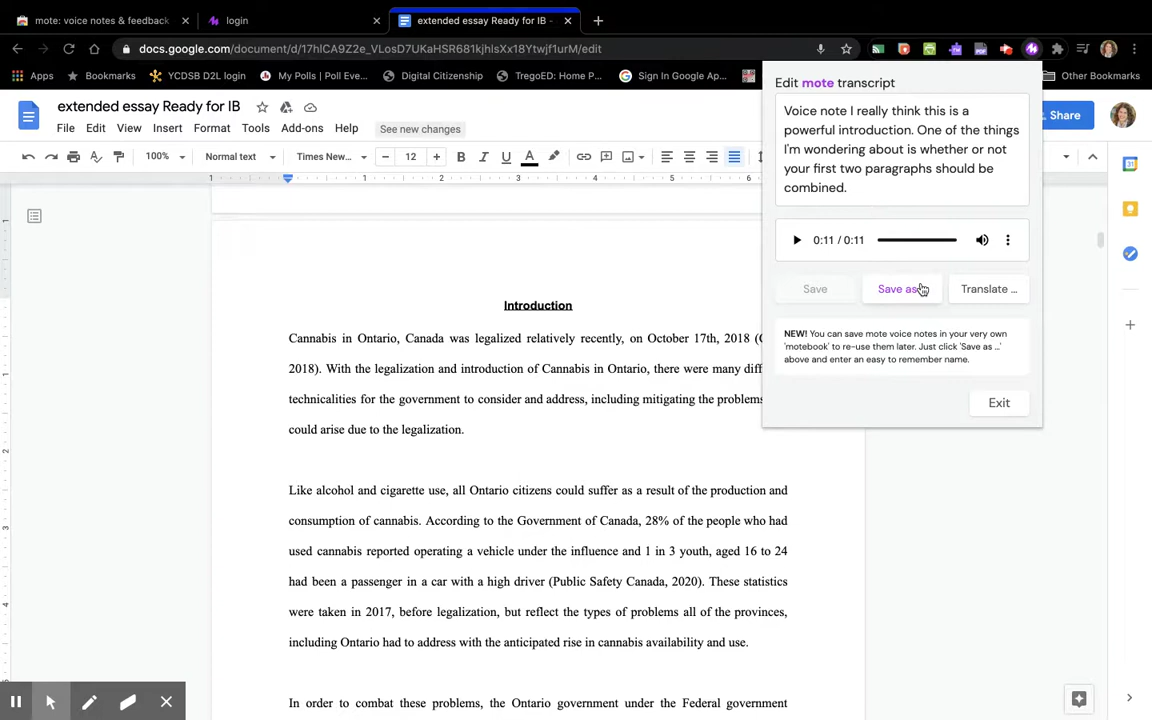 mote: voice notes & feedback
login
extended essay Ready for IB -
docs.google.com/document/d/17hlCA9Z2e_VLosD7UKaHSR681kjhlsXx18Ytwjf1urM/edit
Apps
Bookmarks
YCDSB D2L login
My Polls | Poll Eve...
Digital Citizenship
TregoED: Home P...
Sign In Google Ap...
Other Bookmarks
extended essay Ready for IB
File Edit View Insert Format Tools Add-ons Help See new changes
Share
100% Normal text Times New... 12 B I U A
1 1 2 3 4 5 6
Edit mote transcript
Voice note I really think this is a
powerful introduction. One of the things
I'm wondering about is whether or not
your first two paragraphs should be
combined.
0:11 / 0:11
Save Save as Translate ...
NEW! You can save mote voice notes in your very own
'motebook' to re-use them later. Just click 'Save as ...'
above and enter an easy to remember name.
Exit
Introduction
Cannabis in Ontario, Canada was legalized relatively recently, on October 17th, 2018 (
2018). With the legalization and introduction of Cannabis in Ontario, there were many diff
technicalities for the government to consider and address, including mitigating the problems
could arise due to the legalization.
Like alcohol and cigarette use, all Ontario citizens could suffer as a result of the production and
consumption of cannabis. According to the Government of Canada, 28% of the people who had
used cannabis reported operating a vehicle under the influence and 1 in 3 youth, aged 16 to 24
had been a passenger in a car with a high driver (Public Safety Canada, 2020). These statistics
were taken in 2017, before legalization, but reflect the types of problems all of the provinces,
including Ontario had to address with the anticipated rise in cannabis availability and use.
In order to combat these problems, the Ontario government under the Federal government